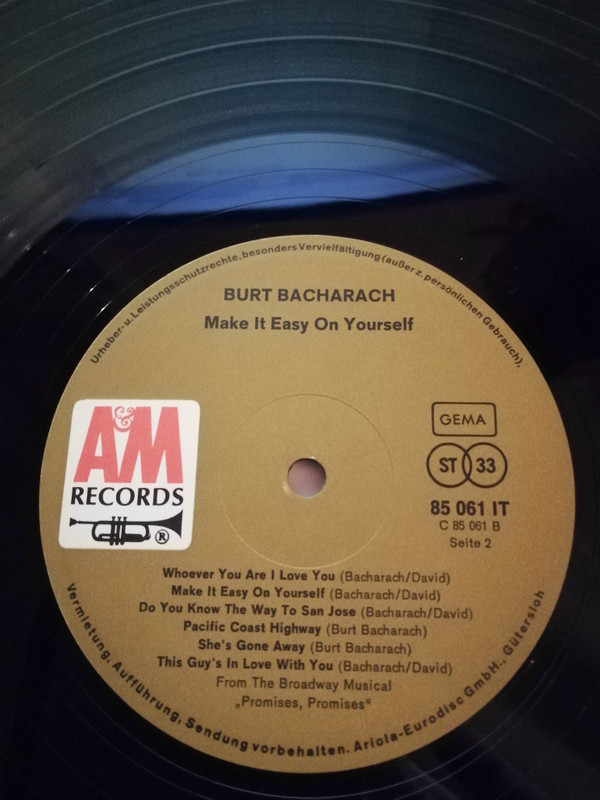 Urheber- u. Leistungsschutzrechte, besonders Vervielfältigung (außer z. persönlichen Gebrauch),
BURT BACHARACH
Make It Easy On Yourself
A&M
RECORDS
®
GEMA
ST 33
85 061 IT
C 85 061 B
Seite 2
Whoever You Are I Love You (Bacharach/David)
Make It Easy On Yourself (Bacharach/David)
Do You Know The Way To San Jose (Bacharach/David)
Pacific Coast Highway (Burt Bacharach)
She's Gone Away (Burt Bacharach)
This Guy's In Love With You (Bacharach/David)
From The Broadway Musical
„Promises, Promises“
Vermietung, Aufführung, Sendung vorbehalten. Ariola-Eurodisc GmbH., Gütersloh